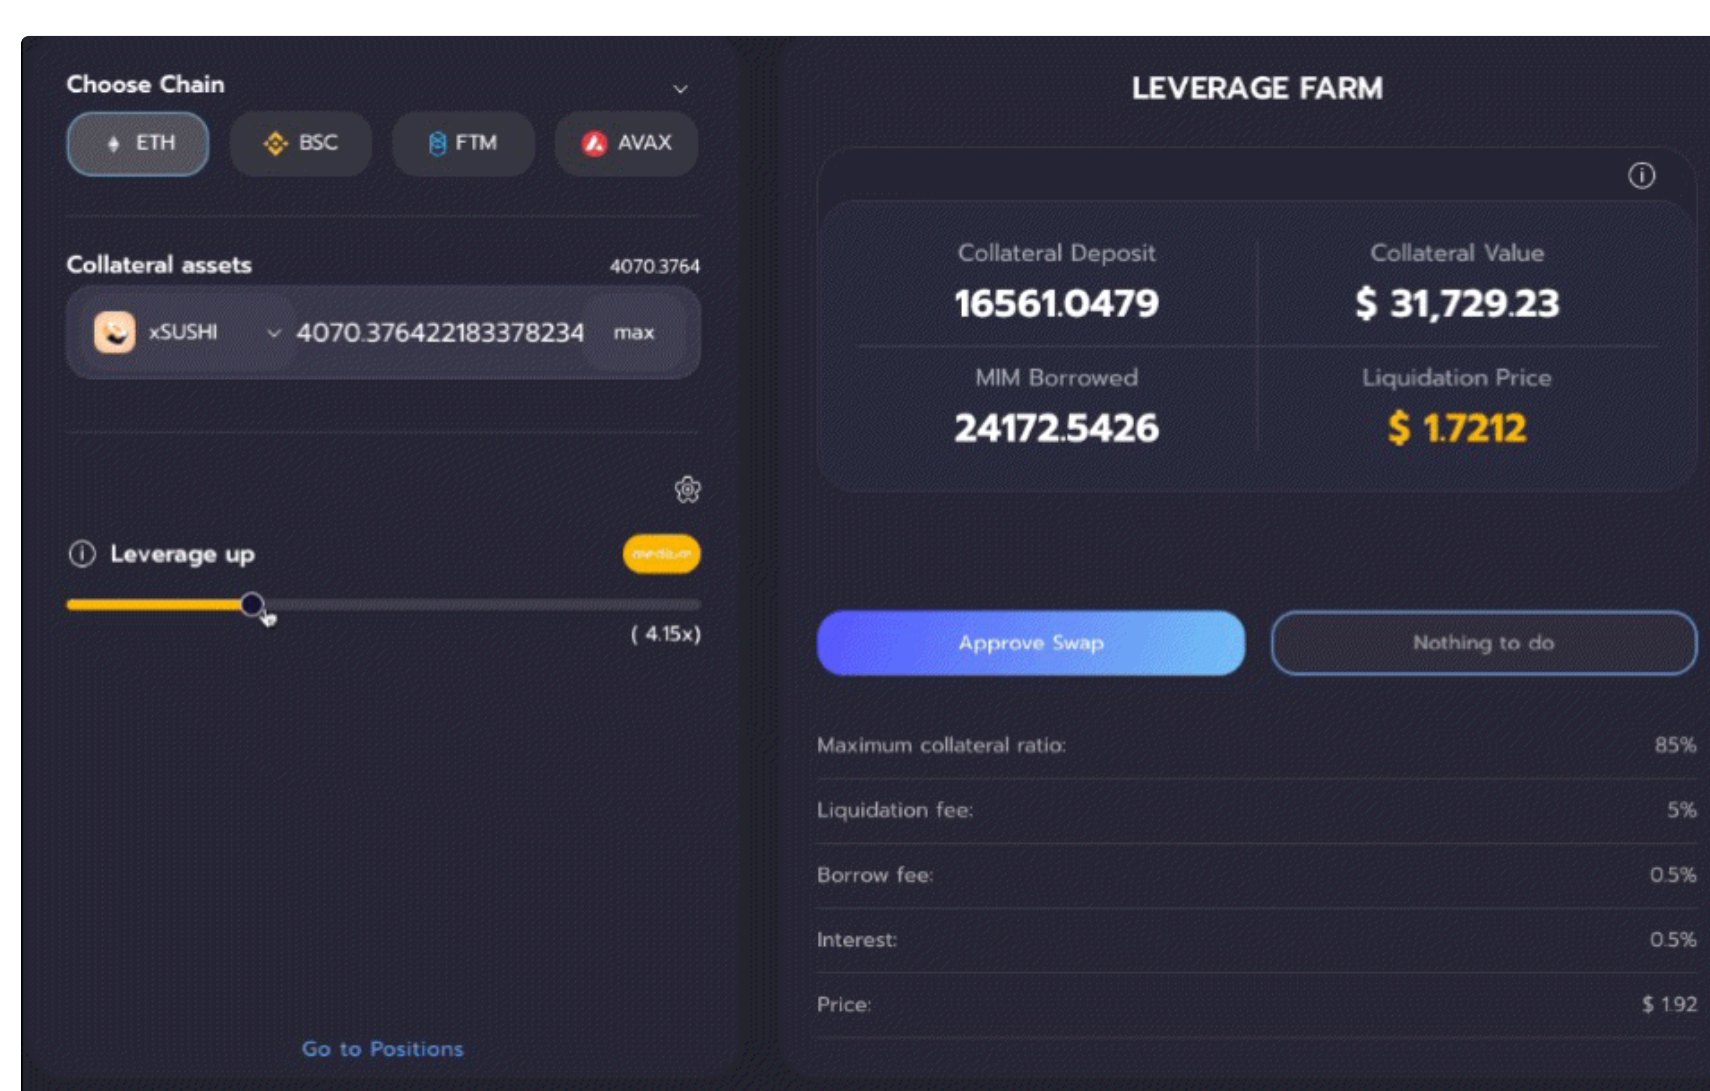 Choose Chain
ETH
BSC
FTM
AVAX
Collateral assets
4070.3764
xSUSHI
4070.376422183378234
max
Leverage up
medium
( 4.15x)
Go to Positions
LEVERAGE FARM
Collateral Deposit
Collateral Value
16561.0479
$ 31,729.23
MIM Borrowed
Liquidation Price
24172.5426
$ 1.7212
Approve Swap
Nothing to do
Maximum collateral ratio:
85%
Liquidation fee:
5%
Borrow fee:
0.5%
Interest:
0.5%
Price:
$ 1.92